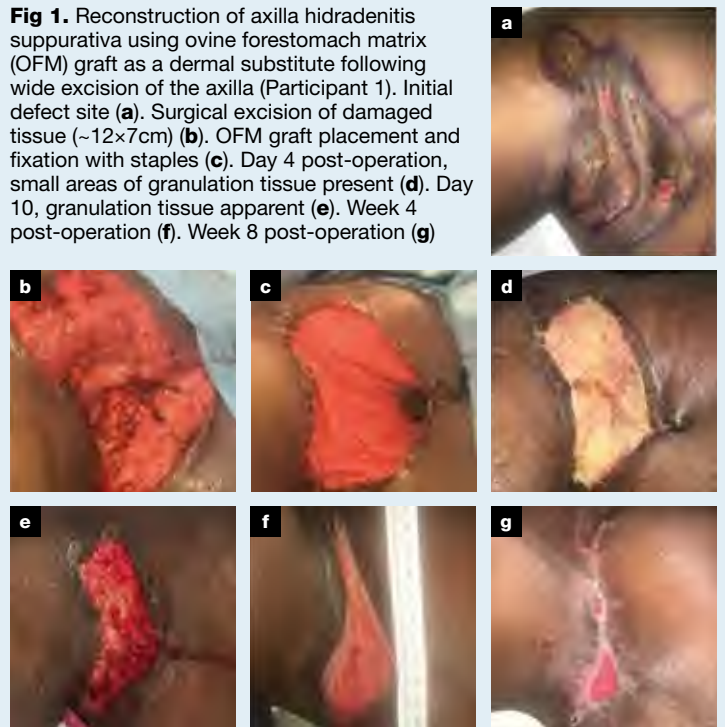 Fig 1. Reconstruction of axilla hidradenitis
suppurativa using ovine forestomach matrix
(OFM) graft as a dermal substitute following
wide excision of the axilla (Participant 1). Initial
defect site (a). Surgical excision of damaged
tissue (~12×7cm) (b). OFM graft placement and
fixation with staples (c). Day 4 post-operation,
small areas of granulation tissue present (d). Day
10, granulation tissue apparent (e). Week 4
post-operation (f). Week 8 post-operation (g)
a
b
c
d
e
f
g